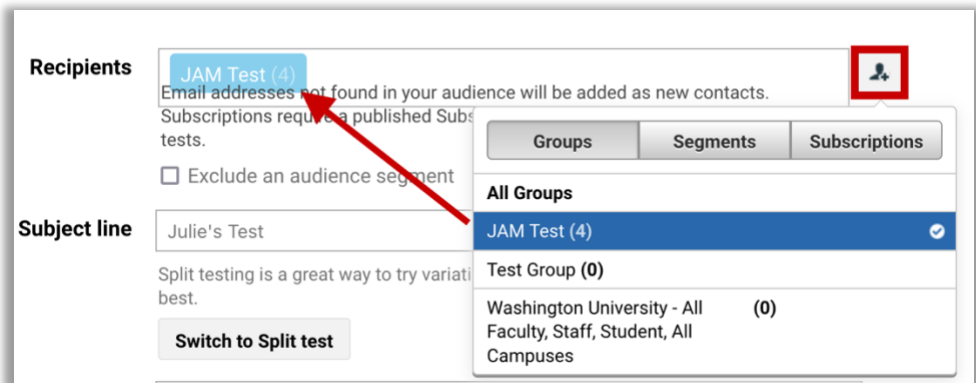 Recipients
JAM Test (4)
Email addresses not found in your audience will be added as new contacts.
Subscriptions require a published Subs
tests.
Exclude an audience segment
Groups
Segments
Subscriptions
All Groups
JAM Test (4)
Test Group (0)
Washington University - All (0)
Faculty, Staff, Student, All
Campuses
Subject line
Julie's Test
Split testing is a great way to try variati
best.
Switch to Split test